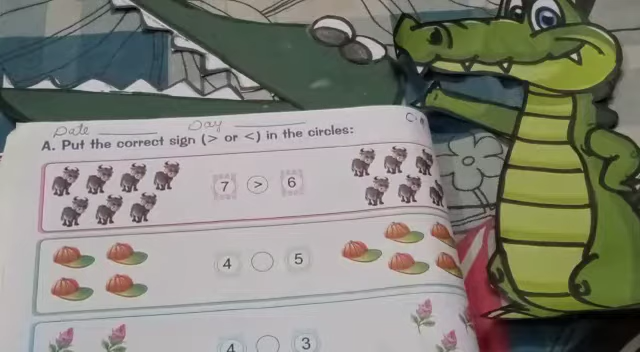 Date Day
A. Put the correct sign (> or <) in the circles:
7 > 6
4 5
4 3